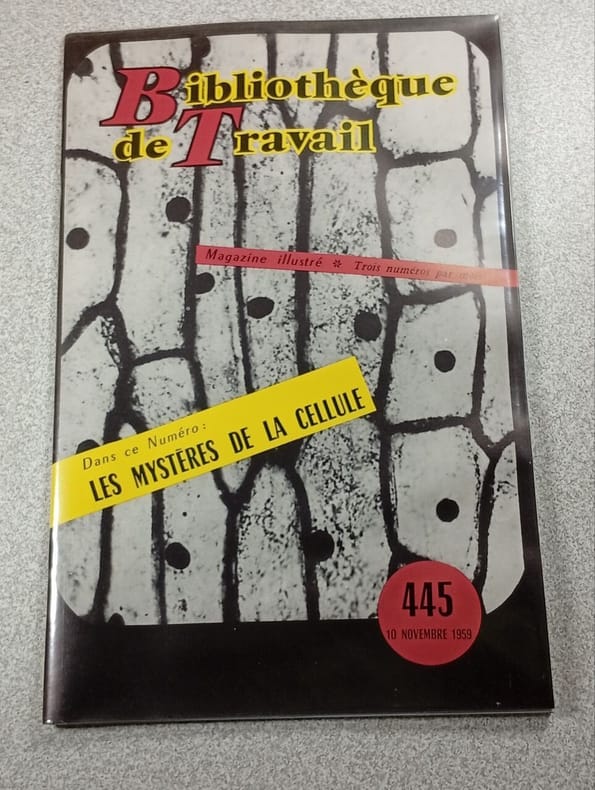 Bibliothèque
de Travail
Magazine illustré * Trois numéros par mois
Dans ce Numéro :
LES MYSTÈRES DE LA CELLULE
445
10 NOVEMBRE 1959